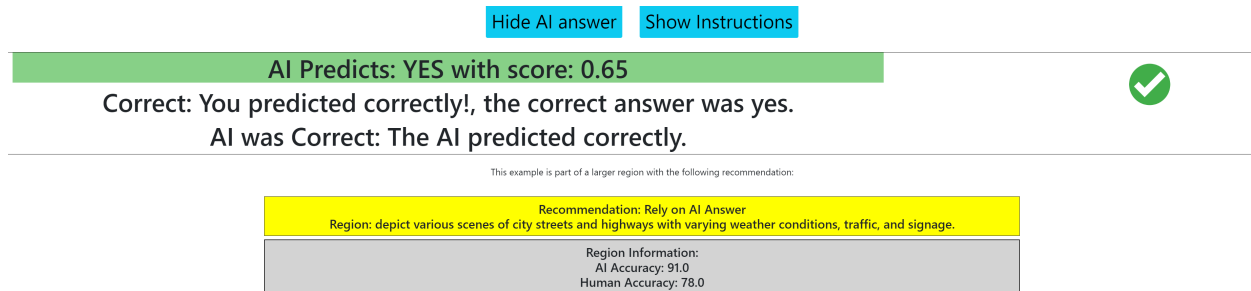 Hide AI answer
Show Instructions
AI Predicts: YES with score: 0.65
Correct: You predicted correctly!, the correct answer was yes.
AI was Correct: The AI predicted correctly.
This example is part of a larger region with the following recommendation:
Recommendation: Rely on AI Answer
Region: depict various scenes of city streets and highways with varying weather conditions, traffic, and signage.
Region Information:
AI Accuracy: 91.0
Human Accuracy: 78.0